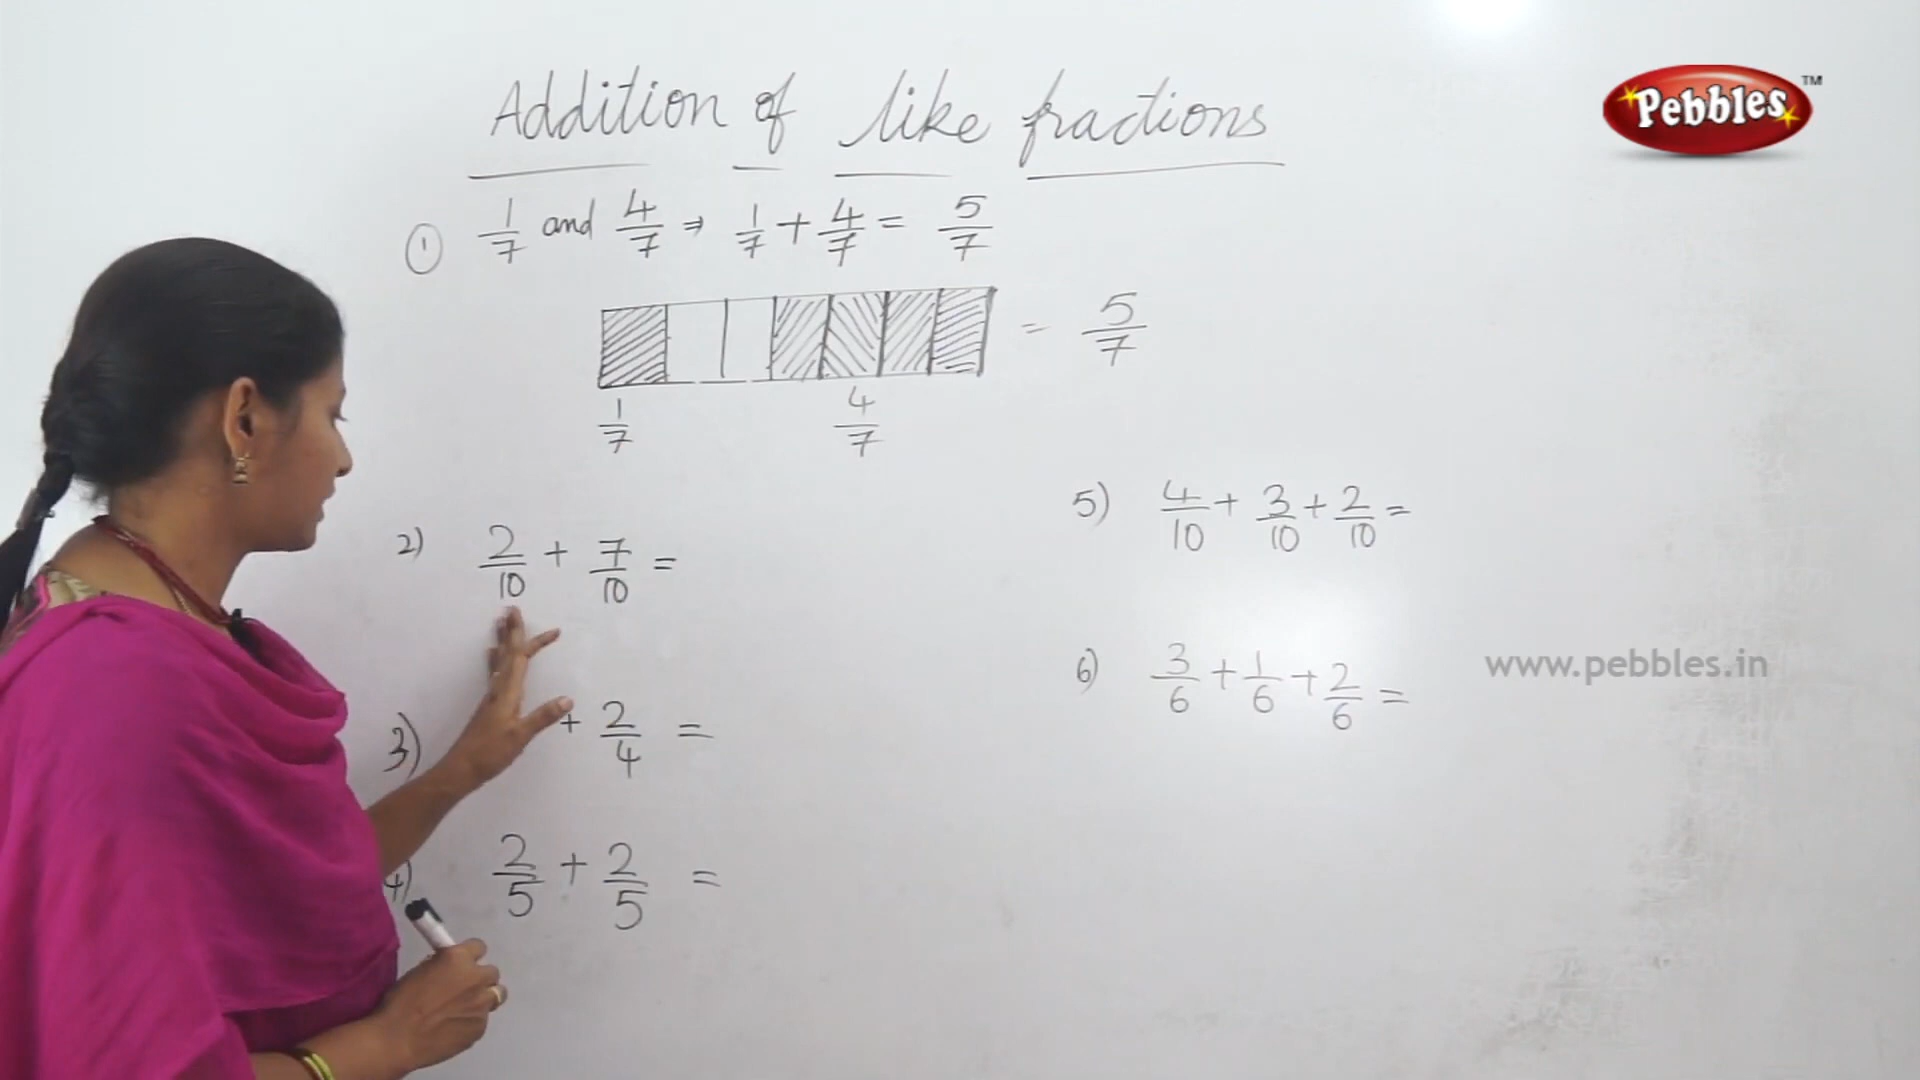 Addition of like fractions
① 1/7 and 4/7 ⇒ 1/7 + 4/7 = 5/7
= 5/7
1/7 4/7
2) 2/10 + 7/10 =
3) + 2/4 =
4) 2/5 + 2/5 =
5) 4/10 + 3/10 + 2/10 =
6) 3/6 + 1/6 + 2/6 =
Pebbles™
www.pebbles.in